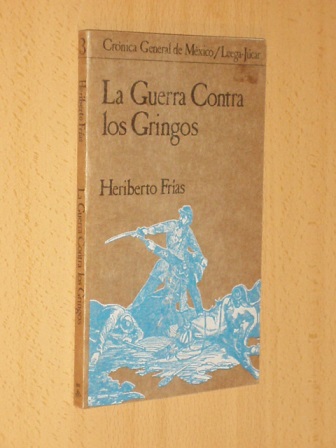 Crónica General de México/Leega-Júcar
La Guerra Contra
los Gringos
Heriberto Frías
3
Heriberto Frías
La Guerra Contra los Gringos